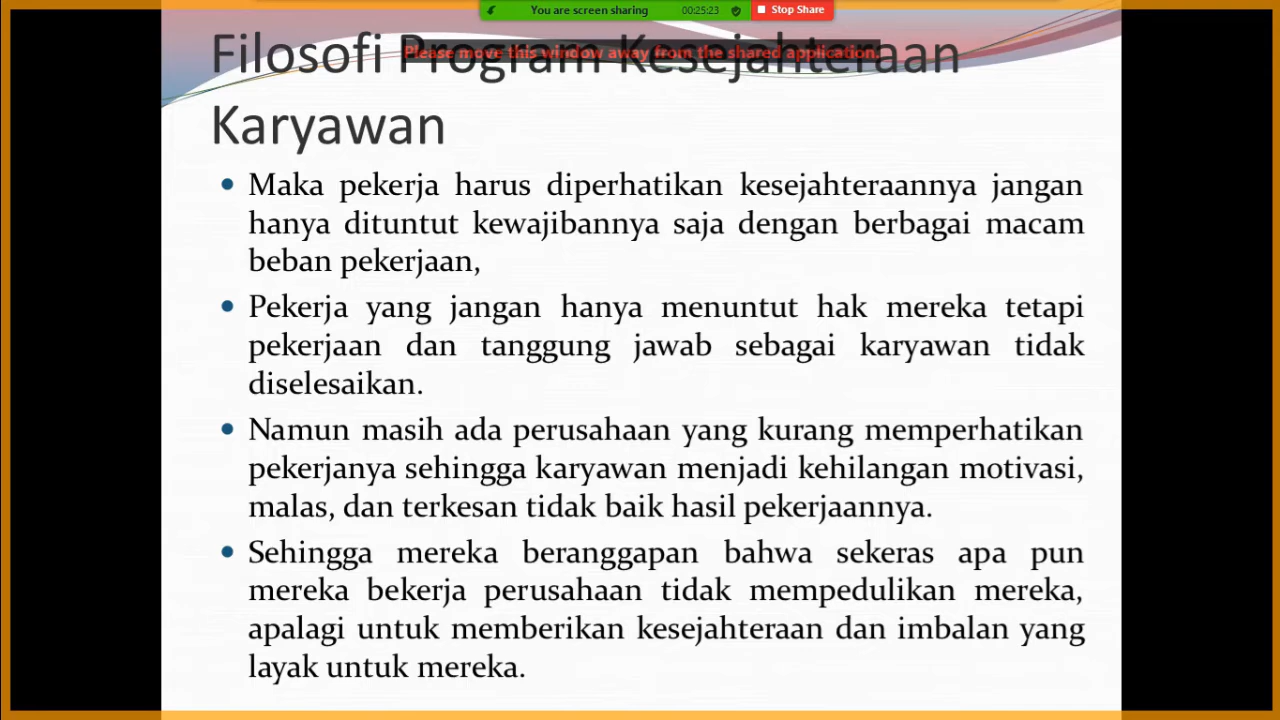 You are screen sharing 00:25:23 Stop Share
Please move this window away from the shared application.
Filosofi Program Kesejahteraan
Karyawan
Maka pekerja harus diperhatikan kesejahteraannya jangan
hanya dituntut kewajibannya saja dengan berbagai macam
beban pekerjaan,
Pekerja yang jangan hanya menuntut hak mereka tetapi
pekerjaan dan tanggung jawab sebagai karyawan tidak
diselesaikan.
Namun masih ada perusahaan yang kurang memperhatikan
pekerjanya sehingga karyawan menjadi kehilangan motivasi,
malas, dan terkesan tidak baik hasil pekerjaannya.
Sehingga mereka beranggapan bahwa sekeras apa pun
mereka bekerja perusahaan tidak mempedulikan mereka,
apalagi untuk memberikan kesejahteraan dan imbalan yang
layak untuk mereka.